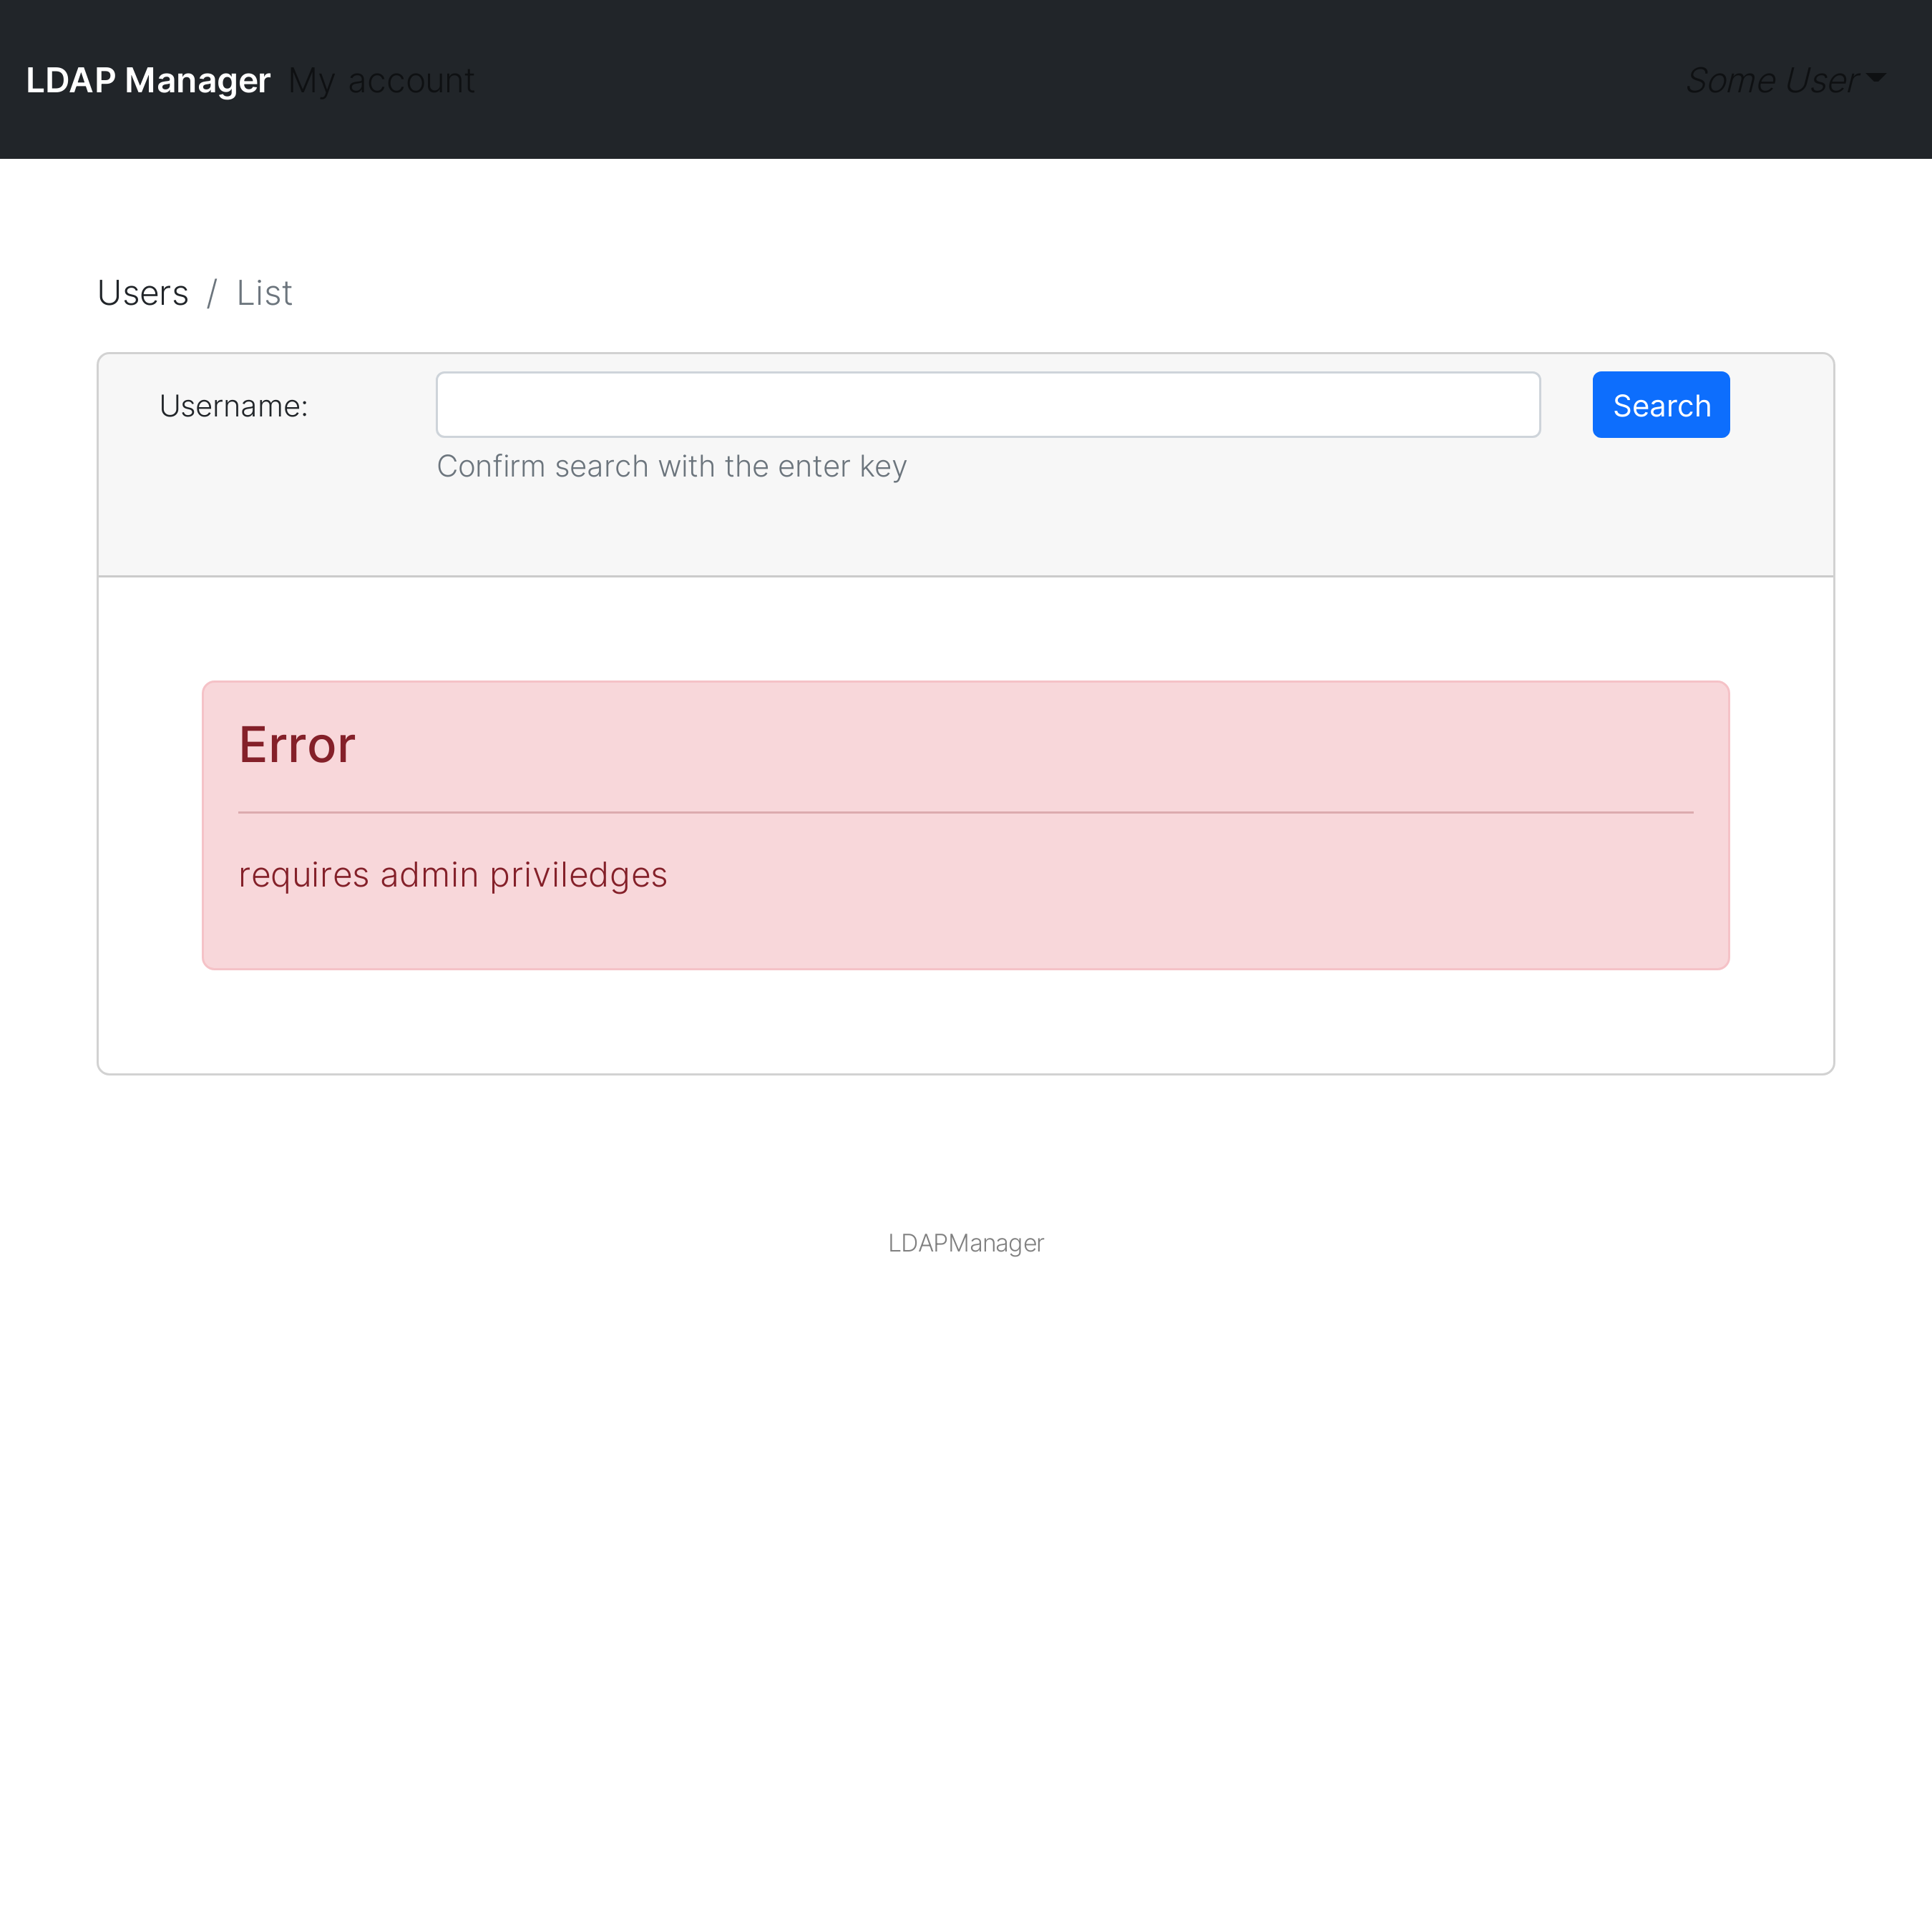 LDAP Manager My account Some User
Users / List
Username: Search
Confirm search with the enter key
Error
requires admin priviledges
LDAPManager